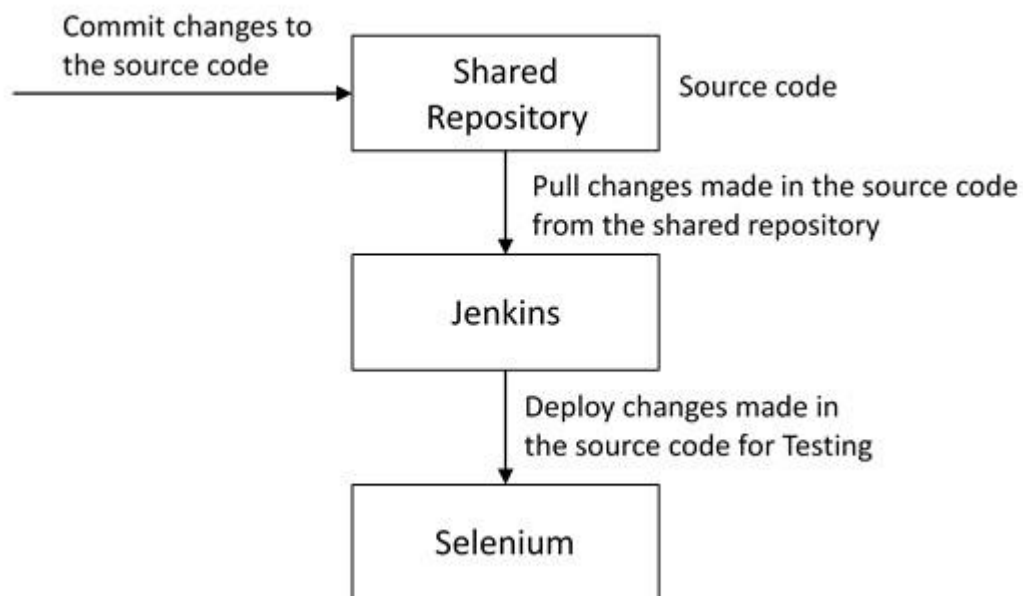 Commit changes to
the source code
Shared
Repository
Source code
Pull changes made in the source code
from the shared repository
Jenkins
Deploy changes made in
the source code for Testing
Selenium